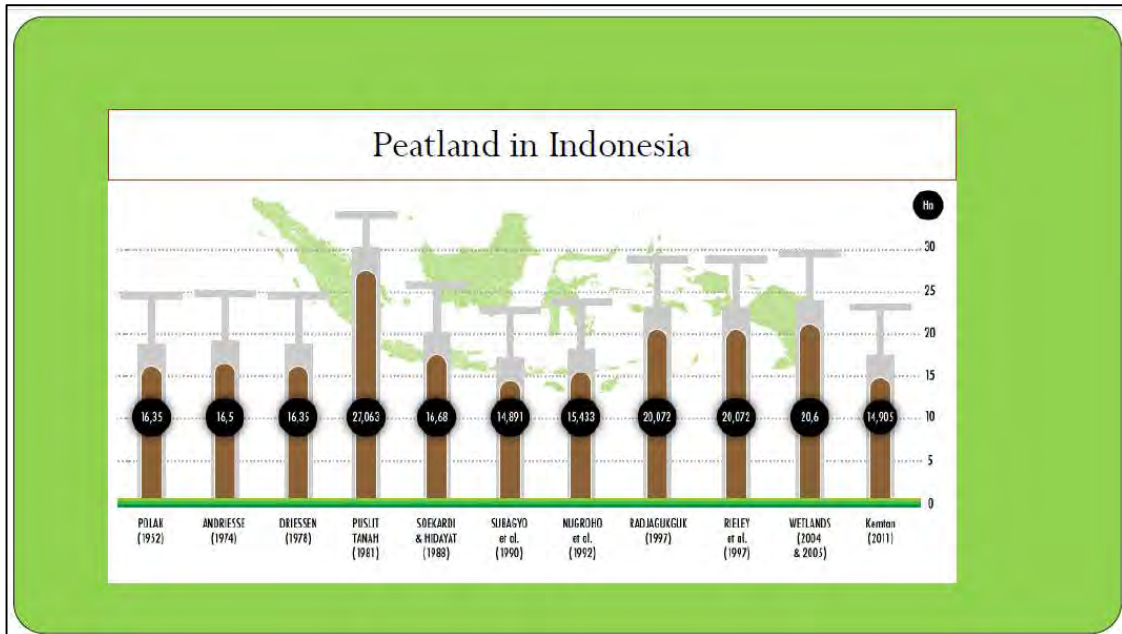 Peatland in Indonesia
Ha
30
25
20
15
10
5
0
16,35
16,5
16,35
27,063
16,68
14,891
15,433
20,072
20,072
20,6
14,905
POLAK
(1952)
ANDRIESSE
(1974)
DRIESSEN
(1978)
PUSLIT
TANAH
(1981)
SOEKARDI
& HIDAYAT
(1988)
SUBAGYO
et al.
(1990)
NUGROHO
et al.
(1992)
RADJAGUKGUK
(1997)
RIELEY
et al.
(1997)
WETLANDS
(2004
& 2005)
Kemtan
(2011)